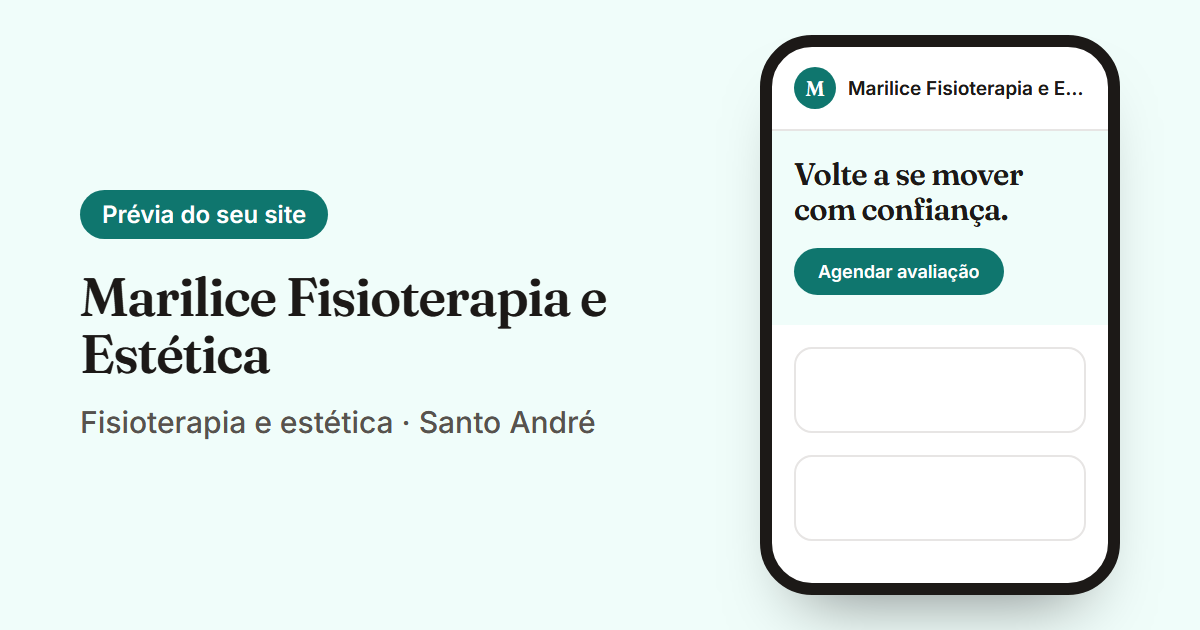 Prévia do seu site
Marilice Fisioterapia e
Estética
Fisioterapia e estética · Santo André
M
Marilice Fisioterapia e E...
Volte a se mover
com confiança.
Agendar avaliação